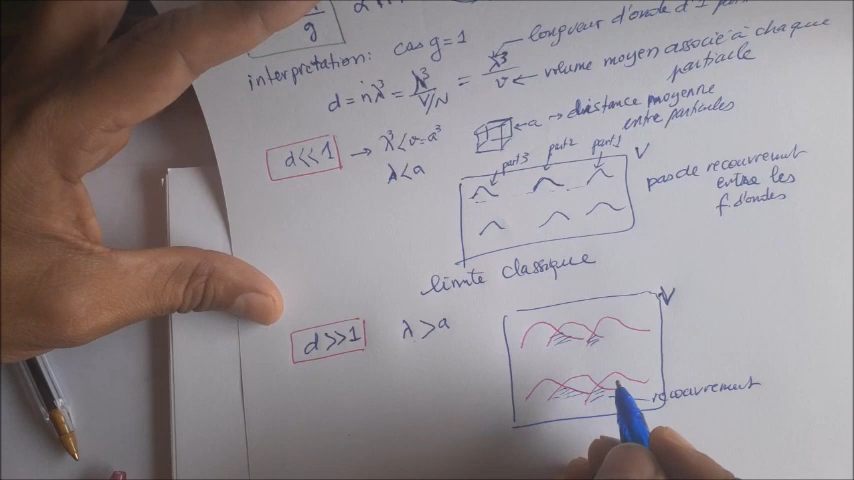 g
longueur d'onde d'1
interprétation: cas g=1
d = nλ³ = λ³/V/N = λ³/v ← volume moyen associé à chaque
particule
d<<1 → λ³<v=a³
λ<a
a → distance moyenne
entre particules
part3 part2 part1
V
pas de recouvrement
entre les
f. d'ondes
limite classique
d>>1 λ>a
V
recouvrement